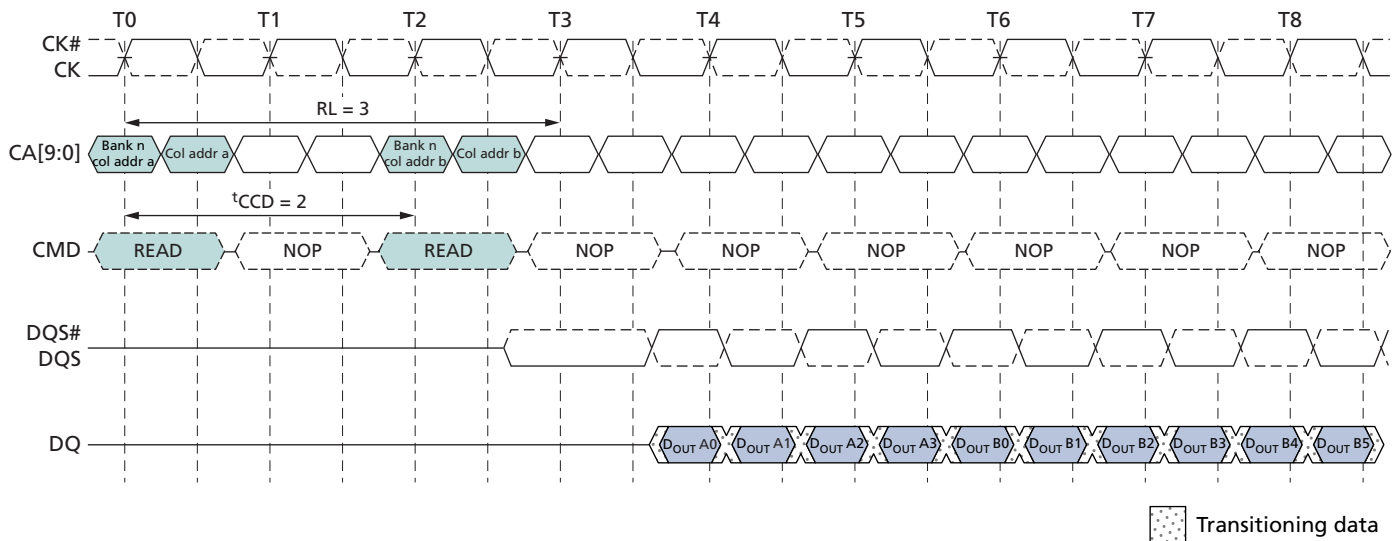 T0 T1 T2 T3 T4 T5 T6 T7 T8
CK#
CK
RL = 3
CA[9:0]
Bank n
col addr a
Col addr a
Bank n
col addr b
Col addr b
tCCD = 2
CMD READ NOP READ NOP NOP NOP NOP NOP NOP
DQS#
DQS
DQ DOUT A0 DOUT A1 DOUT A2 DOUT A3 DOUT B0 DOUT B1 DOUT B2 DOUT B3 DOUT B4 DOUT B5
Transitioning data